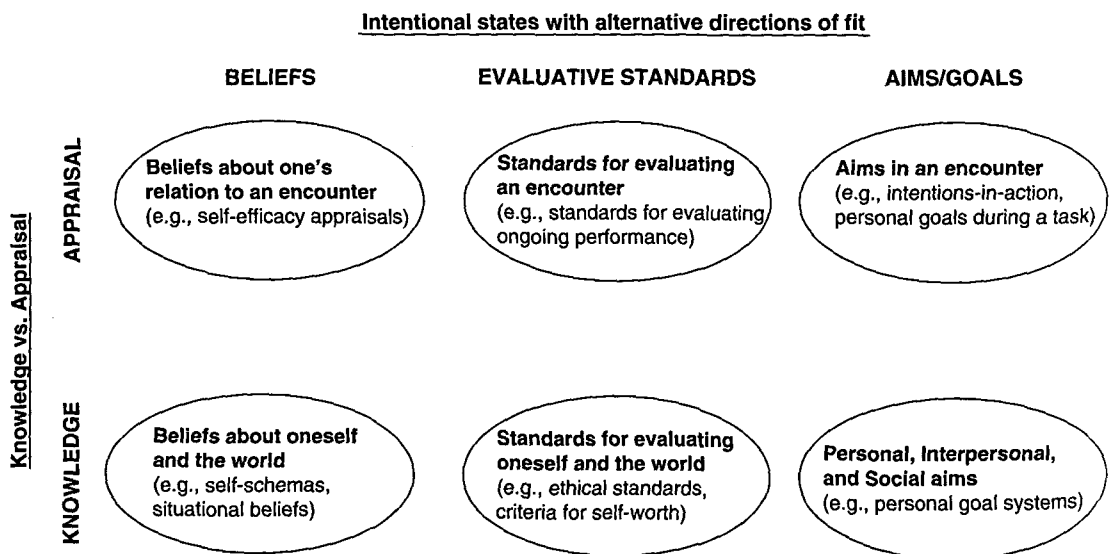 Intentional states with alternative directions of fit
BELIEFS
EVALUATIVE STANDARDS
AIMS/GOALS
Knowledge vs. Appraisal
APPRAISAL
Beliefs about one's
relation to an encounter
(e.g., self-efficacy appraisals)
Standards for evaluating
an encounter
(e.g., standards for evaluating
ongoing performance)
Aims in an encounter
(e.g., intentions-in-action,
personal goals during a task)
KNOWLEDGE
Beliefs about oneself
and the world
(e.g., self-schemas,
situational beliefs)
Standards for evaluating
oneself and the world
(e.g., ethical standards,
criteria for self-worth)
Personal, Interpersonal,
and Social aims
(e.g., personal goal systems)